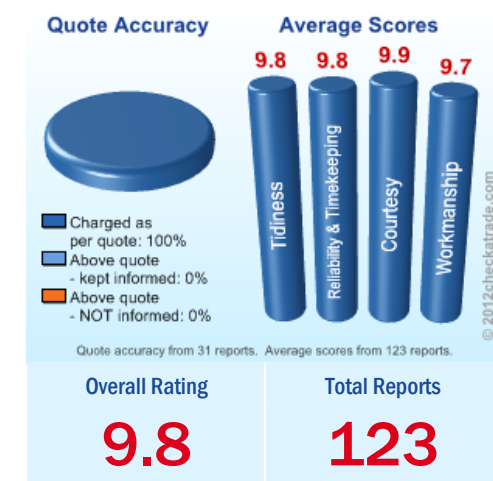 Quote Accuracy
Charged as
per quote: 100%
Above quote
- kept informed: 0%
Above quote
- NOT informed: 0%
Average Scores
9.8
9.8
9.9
9.7
Tidiness
Reliability & Timekeeping
Courtesy
Workmanship
© 2012checkatrade.com
Quote accuracy from 31 reports. Average scores from 123 reports.
Overall Rating
9.8
Total Reports
123